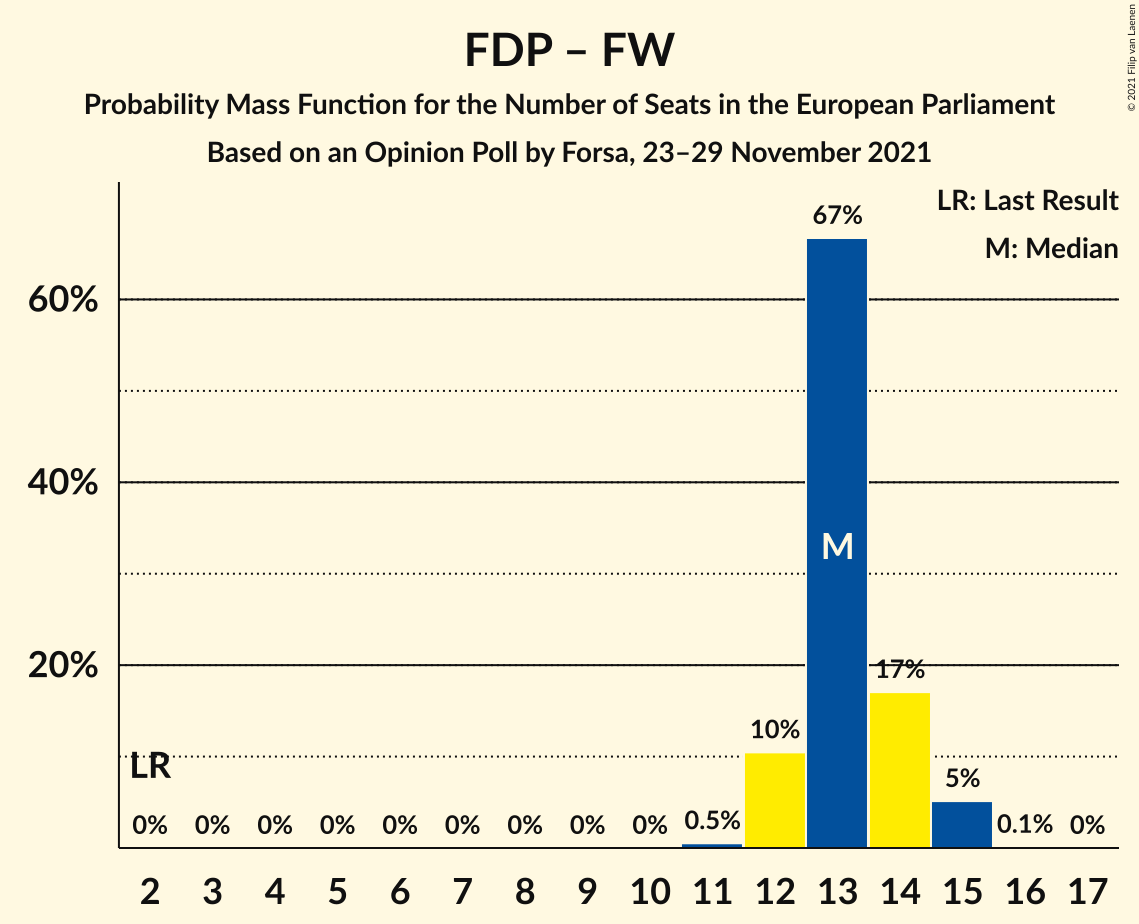 FDP – FW
Probability Mass Function for the Number of Seats in the European Parliament
Based on an Opinion Poll by Forsa, 23–29 November 2021
© 2021 Filip van Laenen
LR: Last Result
M: Median
67%
60%
40%
M
20%
17%
10%
LR
5%
0% 0% 0% 0% 0% 0% 0% 0% 0% 0.5% 0.1% 0%
2 3 4 5 6 7 8 9 10 11 12 13 14 15 16 17